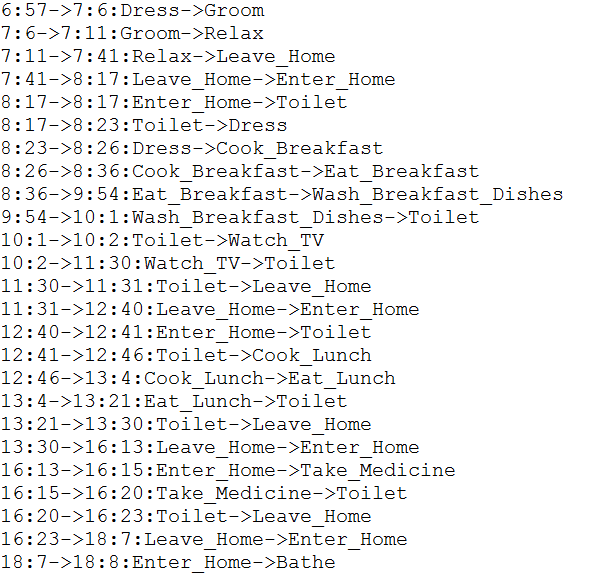 6:57->7:6:Dress->Groom
7:6->7:11:Groom->Relax
7:11->7:41:Relax->Leave_Home
7:41->8:17:Leave_Home->Enter_Home
8:17->8:17:Enter_Home->Toilet
8:17->8:23:Toilet->Dress
8:23->8:26:Dress->Cook_Breakfast
8:26->8:36:Cook_Breakfast->Eat_Breakfast
8:36->9:54:Eat_Breakfast->Wash_Breakfast_Dishes
9:54->10:1:Wash_Breakfast_Dishes->Toilet
10:1->10:2:Toilet->Watch_TV
10:2->11:30:Watch_TV->Toilet
11:30->11:31:Toilet->Leave_Home
11:31->12:40:Leave_Home->Enter_Home
12:40->12:41:Enter_Home->Toilet
12:41->12:46:Toilet->Cook_Lunch
12:46->13:4:Cook_Lunch->Eat_Lunch
13:4->13:21:Eat_Lunch->Toilet
13:21->13:30:Toilet->Leave_Home
13:30->16:13:Leave_Home->Enter_Home
16:13->16:15:Enter_Home->Take_Medicine
16:15->16:20:Take_Medicine->Toilet
16:20->16:23:Toilet->Leave_Home
16:23->18:7:Leave_Home->Enter_Home
18:7->18:8:Enter_Home->Bathe